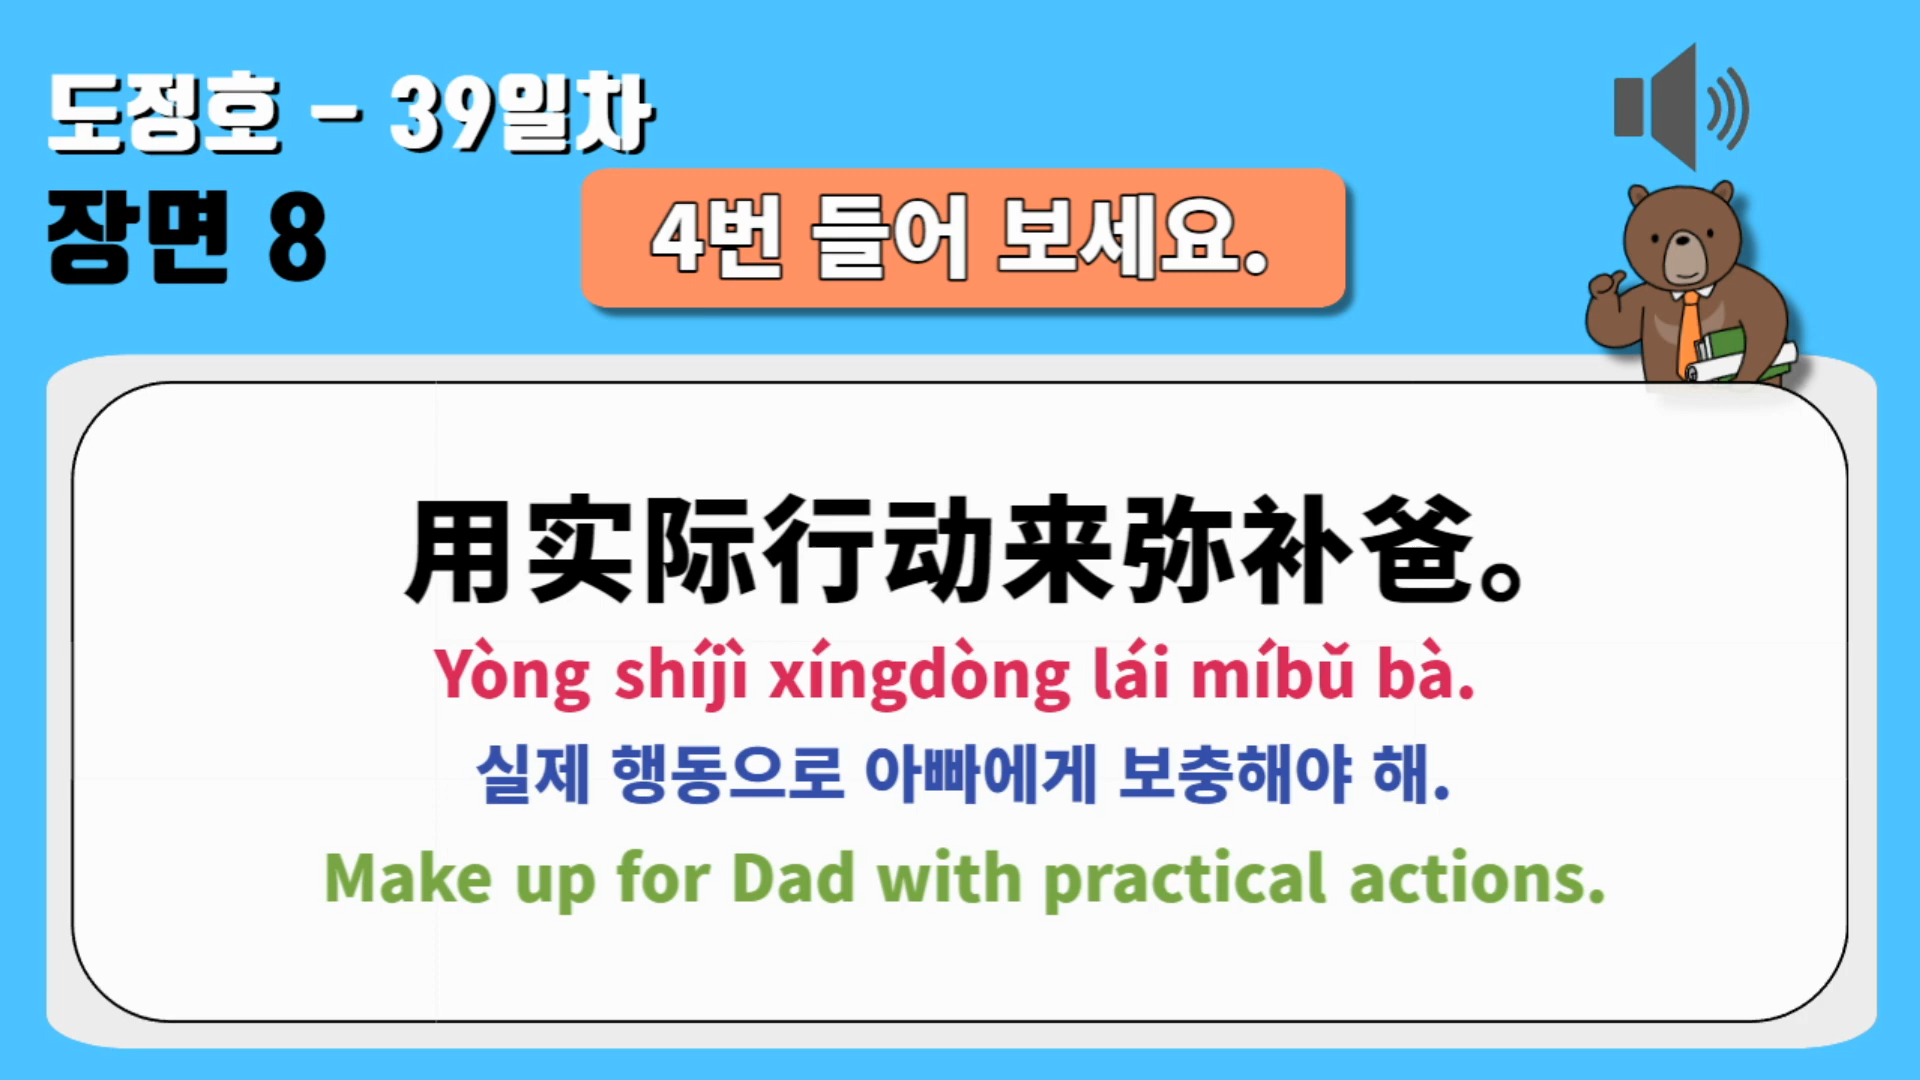 도정호 - 39일차
장면 8
4번 들어 보세요.
用实际行动来弥补爸。
Yòng shíjì xíngdòng lái míbǔ bà.
실제 행동으로 아빠에게 보충해야 해.
Make up for Dad with practical actions.